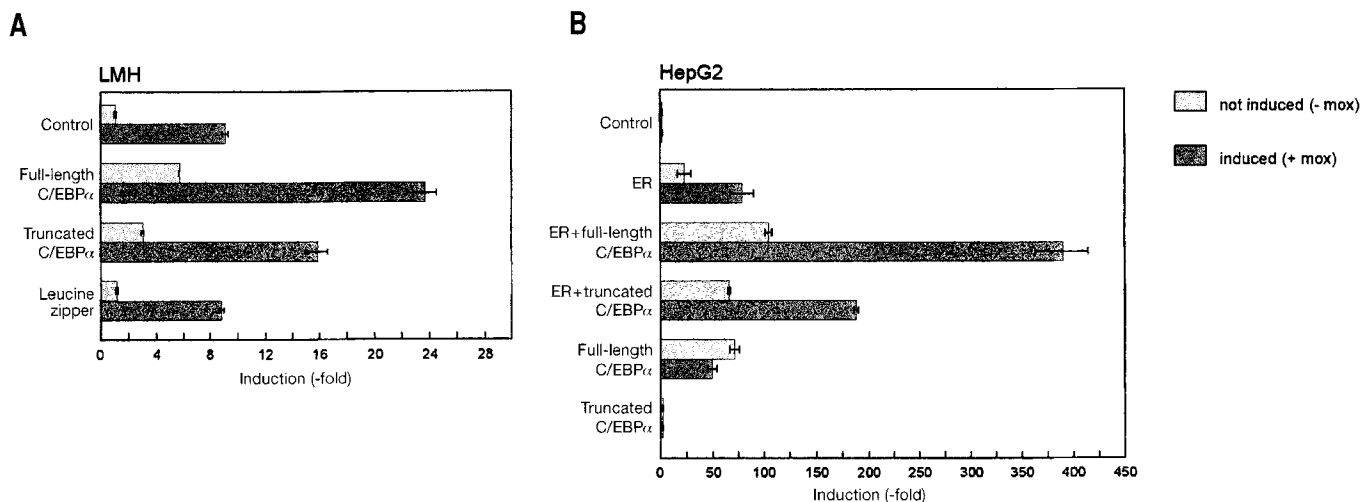 A
LMH
Control
Full-length
C/EBPα
Truncated
C/EBPα
Leucine
zipper
0 4 8 12 16 20 24 28
Induction (-fold)
B
HepG2
Control
ER
ER+full-length
C/EBPα
ER+truncated
C/EBPα
Full-length
C/EBPα
Truncated
C/EBPα
0 50 100 150 200 250 300 350 400 450
Induction (-fold)
not induced (- mox)
induced (+ mox)